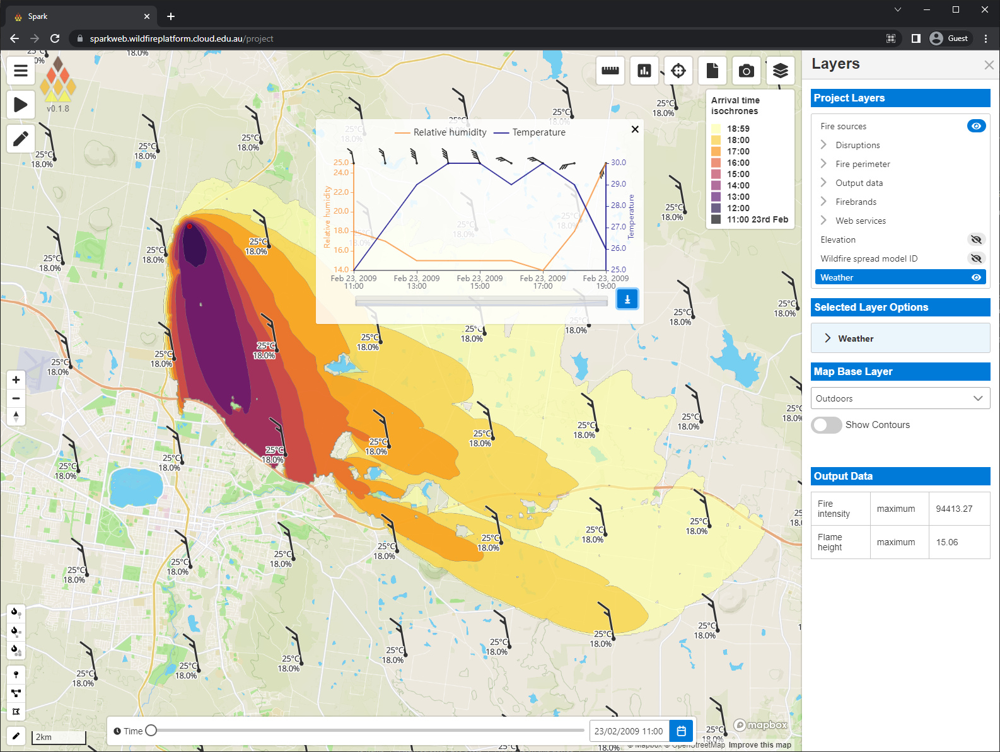 Spark
sparkweb.wildfireplatform.cloud.edu.au/project
Guest
v0.1.8
Relative humidity
Temperature
25.0
24.0
22.0
20.0
18.0
16.0
14.0
Relative humidity
30.0
29.0
28.0
27.0
26.0
25.0
Temperature
Feb 23, 2009
11:00
Feb 23, 2009
13:00
Feb 23, 2009
15:00
Feb 23, 2009
17:00
Feb 23, 2009
19:00
Arrival time
isochrones
18:59
18:00
17:00
16:00
15:00
14:00
13:00
12:00
11:00 23rd Feb
25°C
18.0%
25°C
18.0%
25°C
18.0%
25°C
18.0%
25°C
18.0%
25°C
18.0%
25°C
18.0%
25°C
18.0%
25°C
18.0%
25°C
18.0%
25°C
18.0%
25°C
18.0%
25°C
18.0%
25°C
18.0%
25°C
18.0%
25°C
18.0%
25°C
18.0%
25°C
18.0%
25°C
18.0%
25°C
18.0%
25°C
18.0%
25°C
18.0%
25°C
18.0%
25°C
18.0%
25°C
18.0%
25°C
18.0%
25°C
18.0%
25°C
18.0%
25°C
18.0%
25°C
18.0%
25°C
18.0%
25°C
18.0%
25°C
18.0%
25°C
18.0%
25°C
18.0%
25°C
18.0%
25°C
18.0%
2km
Time
23/02/2009 11:00
mapbox
© Mapbox © OpenStreetMap Improve this map
Layers
Project Layers
Fire sources
Disruptions
Fire perimeter
Output data
Firebrands
Web services
Elevation
Wildfire spread model ID
Weather
Selected Layer Options
Weather
Map Base Layer
Outdoors
Show Contours
Output Data
Fire intensity maximum 94413.27
Flame height maximum 15.06